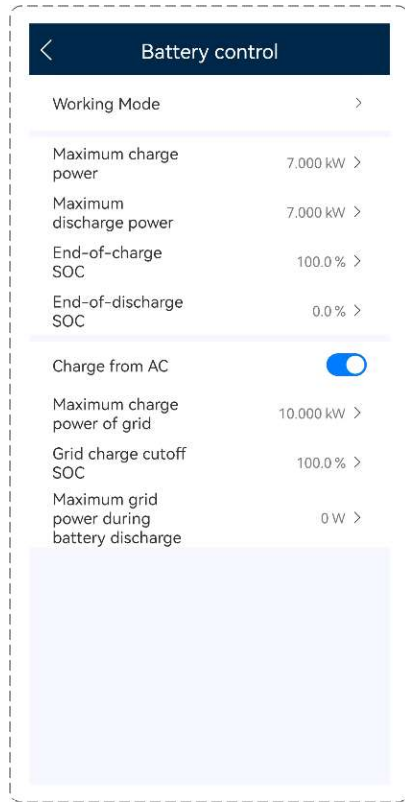 Battery control
Working Mode
Maximum charge
power
7.000 kW
Maximum
discharge power
7.000 kW
End-of-charge
SOC
100.0 %
End-of-discharge
SOC
0.0 %
Charge from AC
Maximum charge
power of grid
10.000 kW
Grid charge cutoff
SOC
100.0 %
Maximum grid
power during
battery discharge
0 W